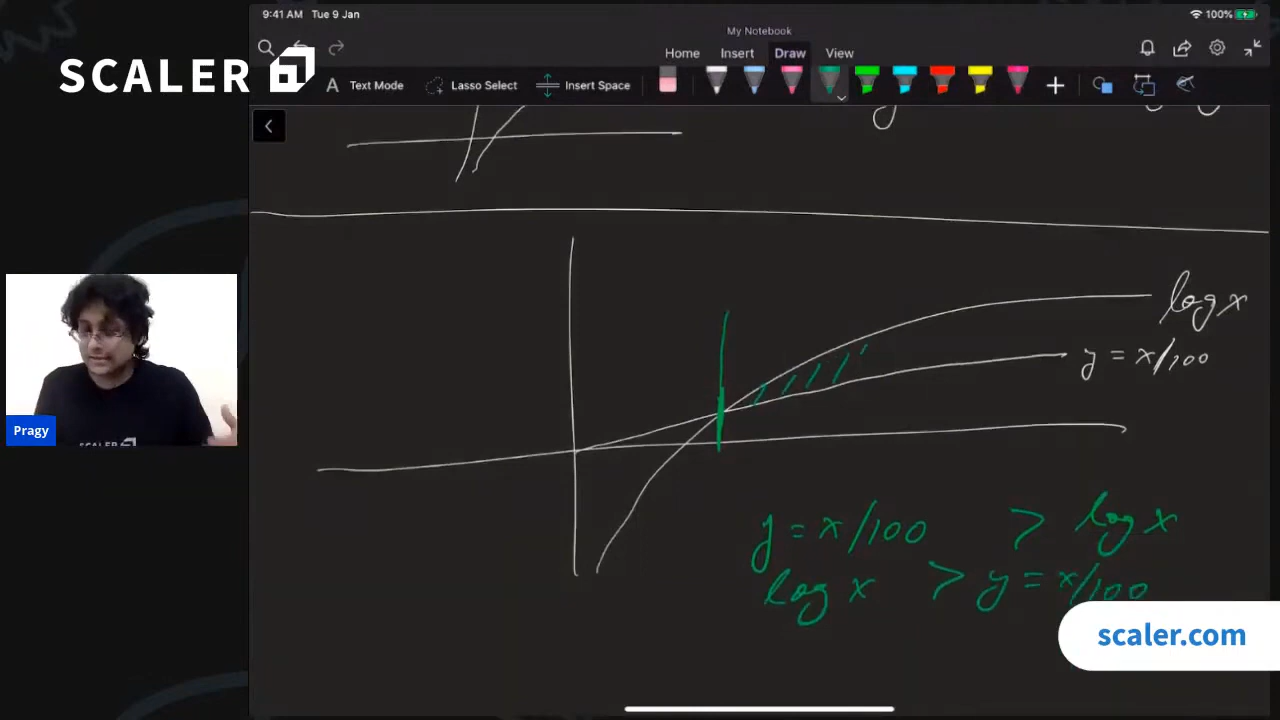 9:41 AM Tue 9 Jan
100%
My Notebook
SCALER
Home Insert Draw View
Text Mode Lasso Select Insert Space
log x
y = x/100
Pragy
SCALER
y = x/100 > log x
log x > y = x/100
scaler.com